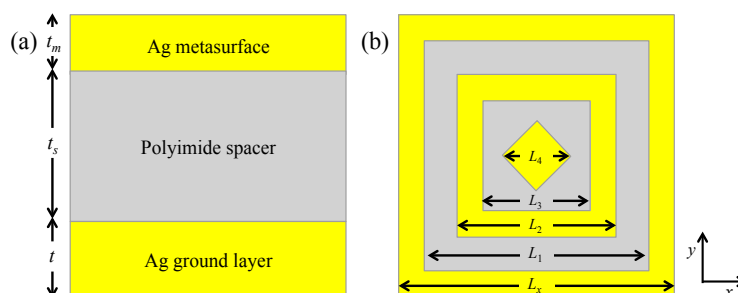 (a)
t_m
Ag metasurface
t_s
Polyimide spacer
t
Ag ground layer
(b)
L_4
L_3
L_2
L_1
L_x
y
x